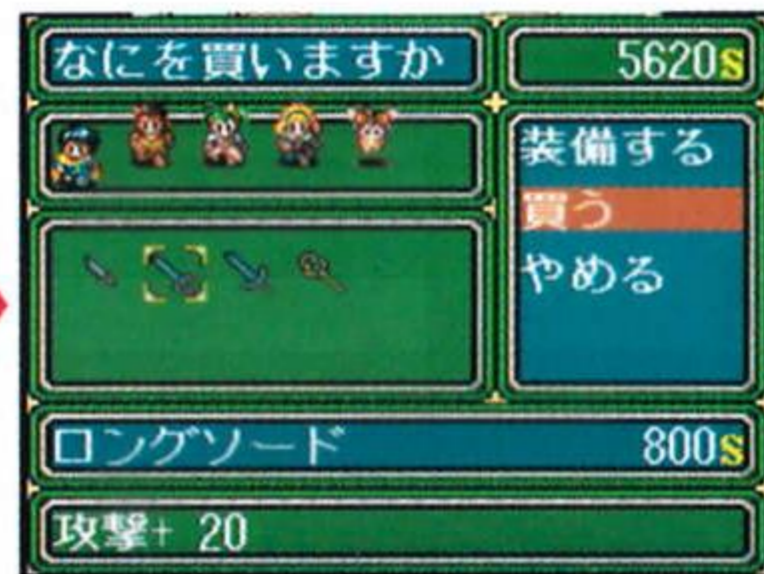 なにを買いますか
5620s
装備する
買う
やめる
ロングソード 800s
攻撃+ 20